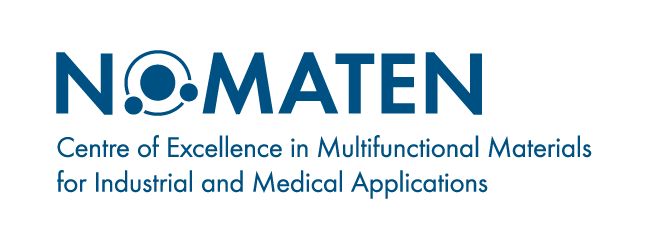 NOMATEN
Centre of Excellence in Multifunctional Materials
for Industrial and Medical Applications